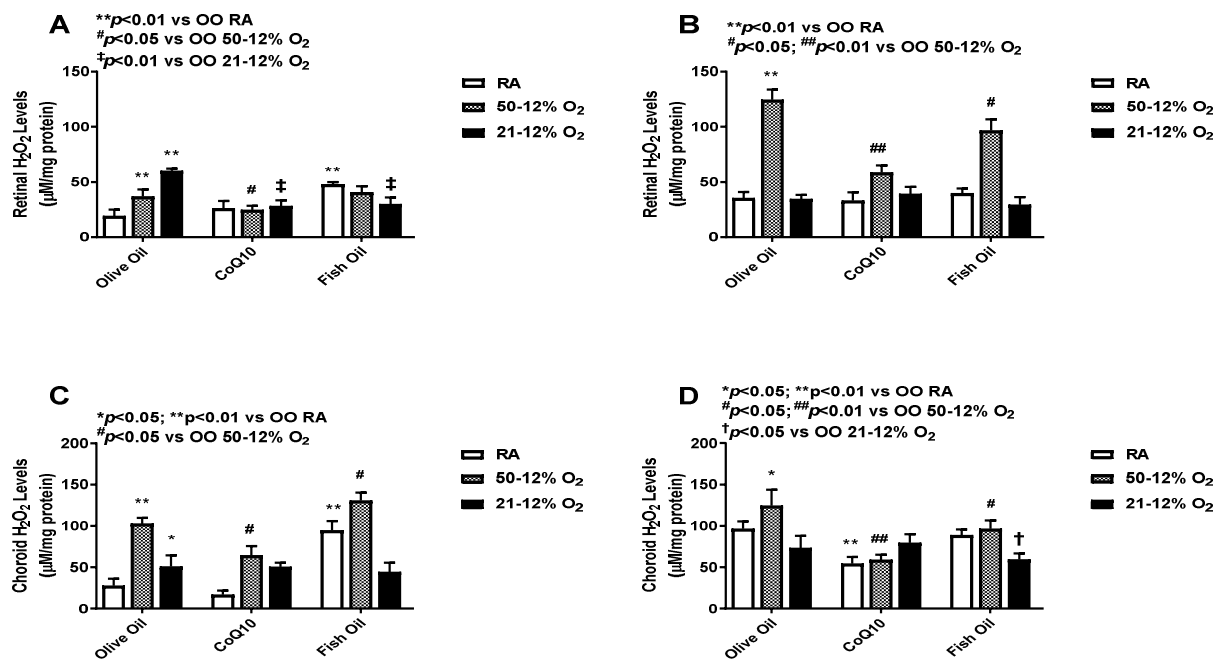 A
**p<0.01 vs OO RA
#p<0.05 vs OO 50-12% O₂
‡p<0.01 vs OO 21-12% O₂
Retinal H₂O₂ Levels
(µM/mg protein)
150
100
50
0
Olive Oil
CoQ10
Fish Oil
**
**
#
‡
**
‡
RA
50-12% O₂
21-12% O₂
B
**p<0.01 vs OO RA
#p<0.05; ##p<0.01 vs OO 50-12% O₂
Retinal H₂O₂ Levels
(µM/mg protein)
150
100
50
0
Olive Oil
CoQ10
Fish Oil
**
##
#
RA
50-12% O₂
21-12% O₂
C
*p<0.05; **p<0.01 vs OO RA
#p<0.05 vs OO 50-12% O₂
Choroid H₂O₂ Levels
(µM/mg protein)
200
150
100
50
0
Olive Oil
CoQ10
Fish Oil
**
*
#
**
#
RA
50-12% O₂
21-12% O₂
D
*p<0.05; **p<0.01 vs OO RA
#p<0.05; ##p<0.01 vs OO 50-12% O₂
†p<0.05 vs OO 21-12% O₂
Choroid H₂O₂ Levels
(µM/mg protein)
200
150
100
50
0
Olive Oil
CoQ10
Fish Oil
*
**
##
#
†
RA
50-12% O₂
21-12% O₂